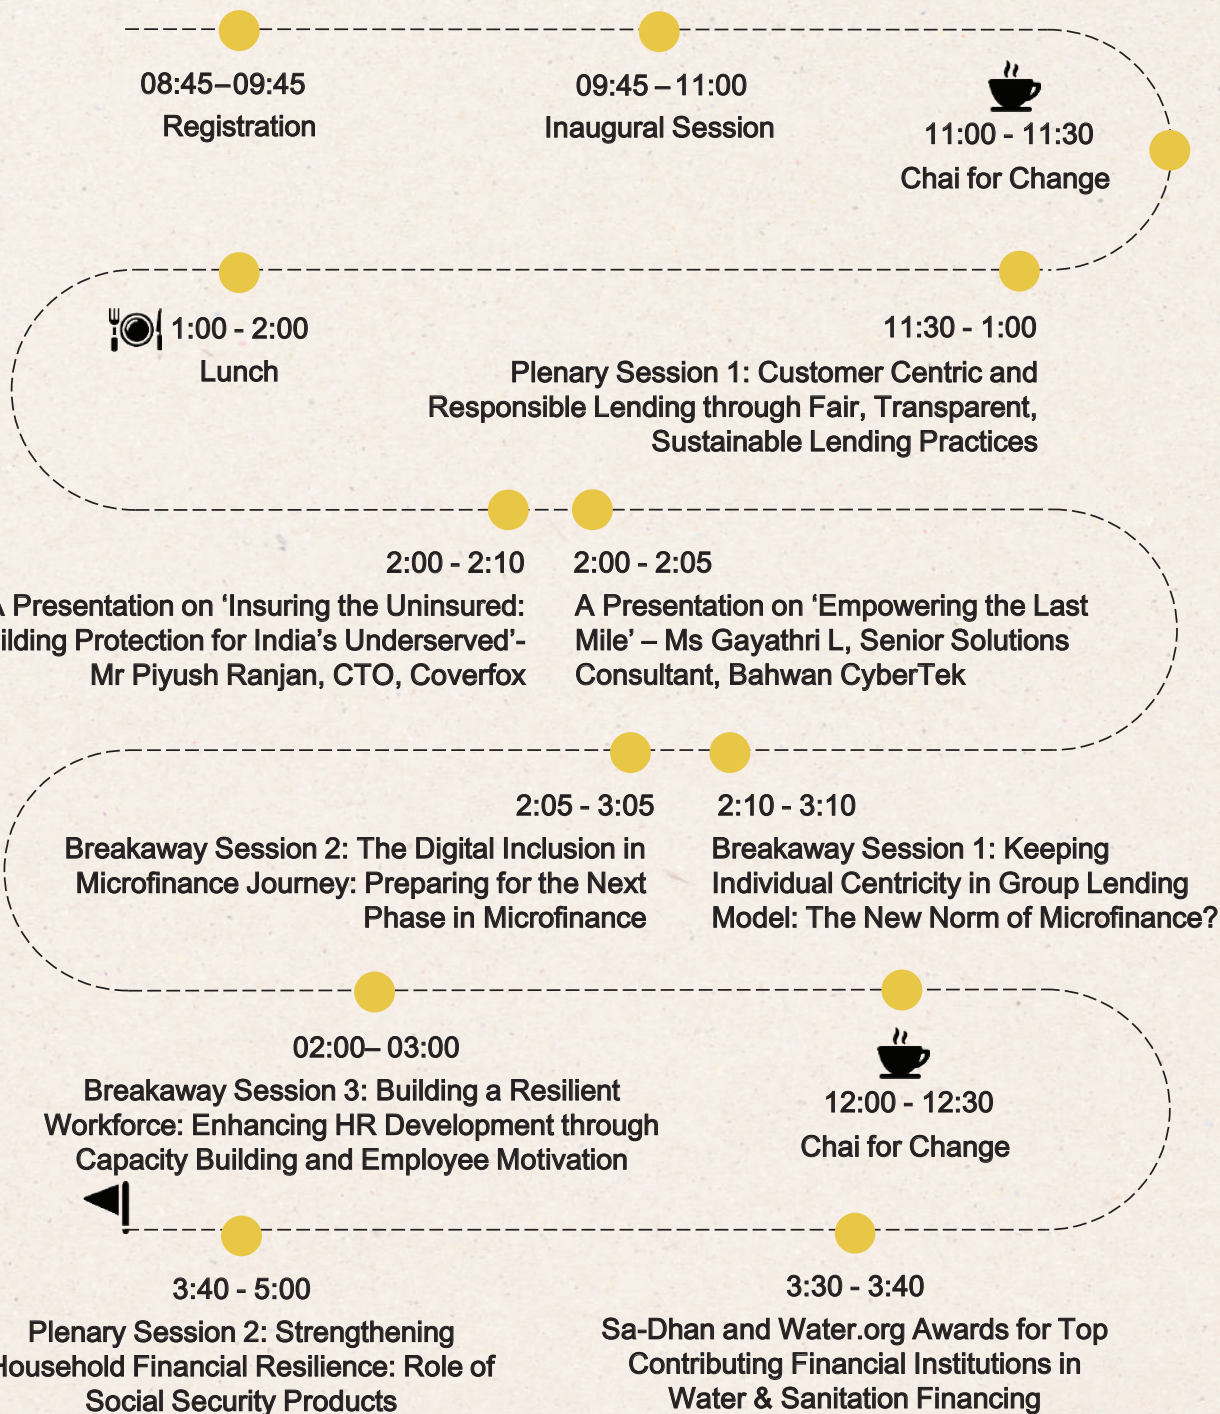 08:45–09:45
Registration
09:45 – 11:00
Inaugural Session
11:00 - 11:30
Chai for Change
11:30 - 1:00
Plenary Session 1: Customer Centric and
Responsible Lending through Fair, Transparent,
Sustainable Lending Practices
1:00 - 2:00
Lunch
2:00 - 2:10
A Presentation on ‘Insuring the Uninsured:
ilding Protection for India’s Underserved’-
Mr Piyush Ranjan, CTO, Coverfox
2:00 - 2:05
A Presentation on ‘Empowering the Last
Mile’ – Ms Gayathri L, Senior Solutions
Consultant, Bahwan CyberTek
2:05 - 3:05
Breakaway Session 2: The Digital Inclusion in
Microfinance Journey: Preparing for the Next
Phase in Microfinance
2:10 - 3:10
Breakaway Session 1: Keeping
Individual Centricity in Group Lending
Model: The New Norm of Microfinance?
02:00– 03:00
Breakaway Session 3: Building a Resilient
Workforce: Enhancing HR Development through
Capacity Building and Employee Motivation
12:00 - 12:30
Chai for Change
3:30 - 3:40
Sa-Dhan and Water.org Awards for Top
Contributing Financial Institutions in
Water & Sanitation Financing
3:40 - 5:00
Plenary Session 2: Strengthening
Household Financial Resilience: Role of
Social Security Products